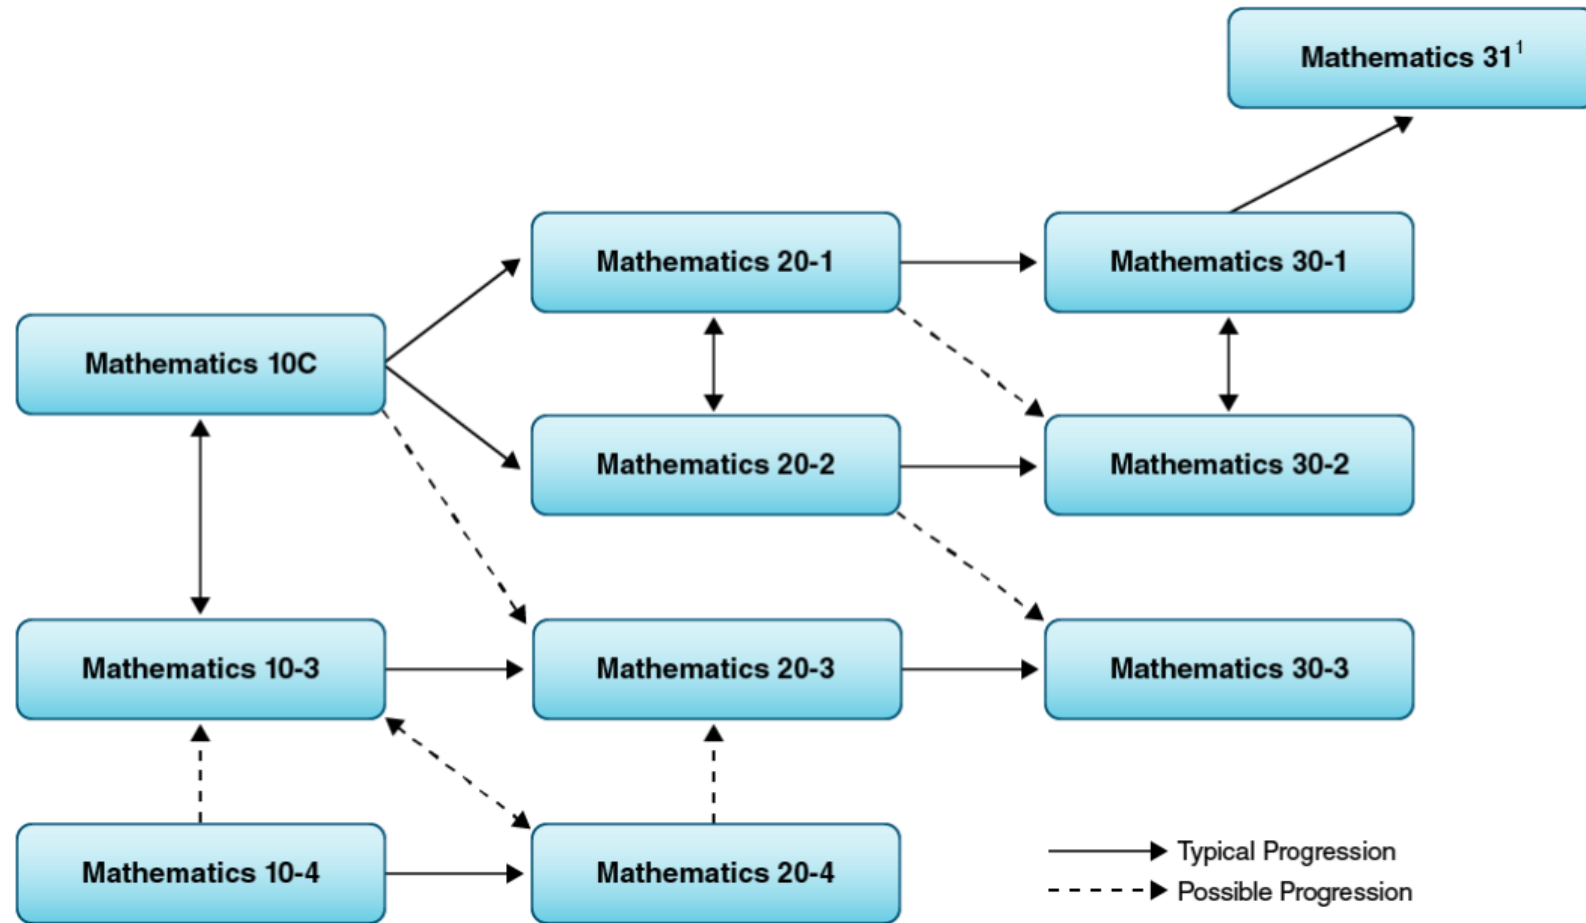 Mathematics 31¹
Mathematics 20-1
Mathematics 30-1
Mathematics 10C
Mathematics 20-2
Mathematics 30-2
Mathematics 10-3
Mathematics 20-3
Mathematics 30-3
Mathematics 10-4
Mathematics 20-4
Typical Progression
Possible Progression